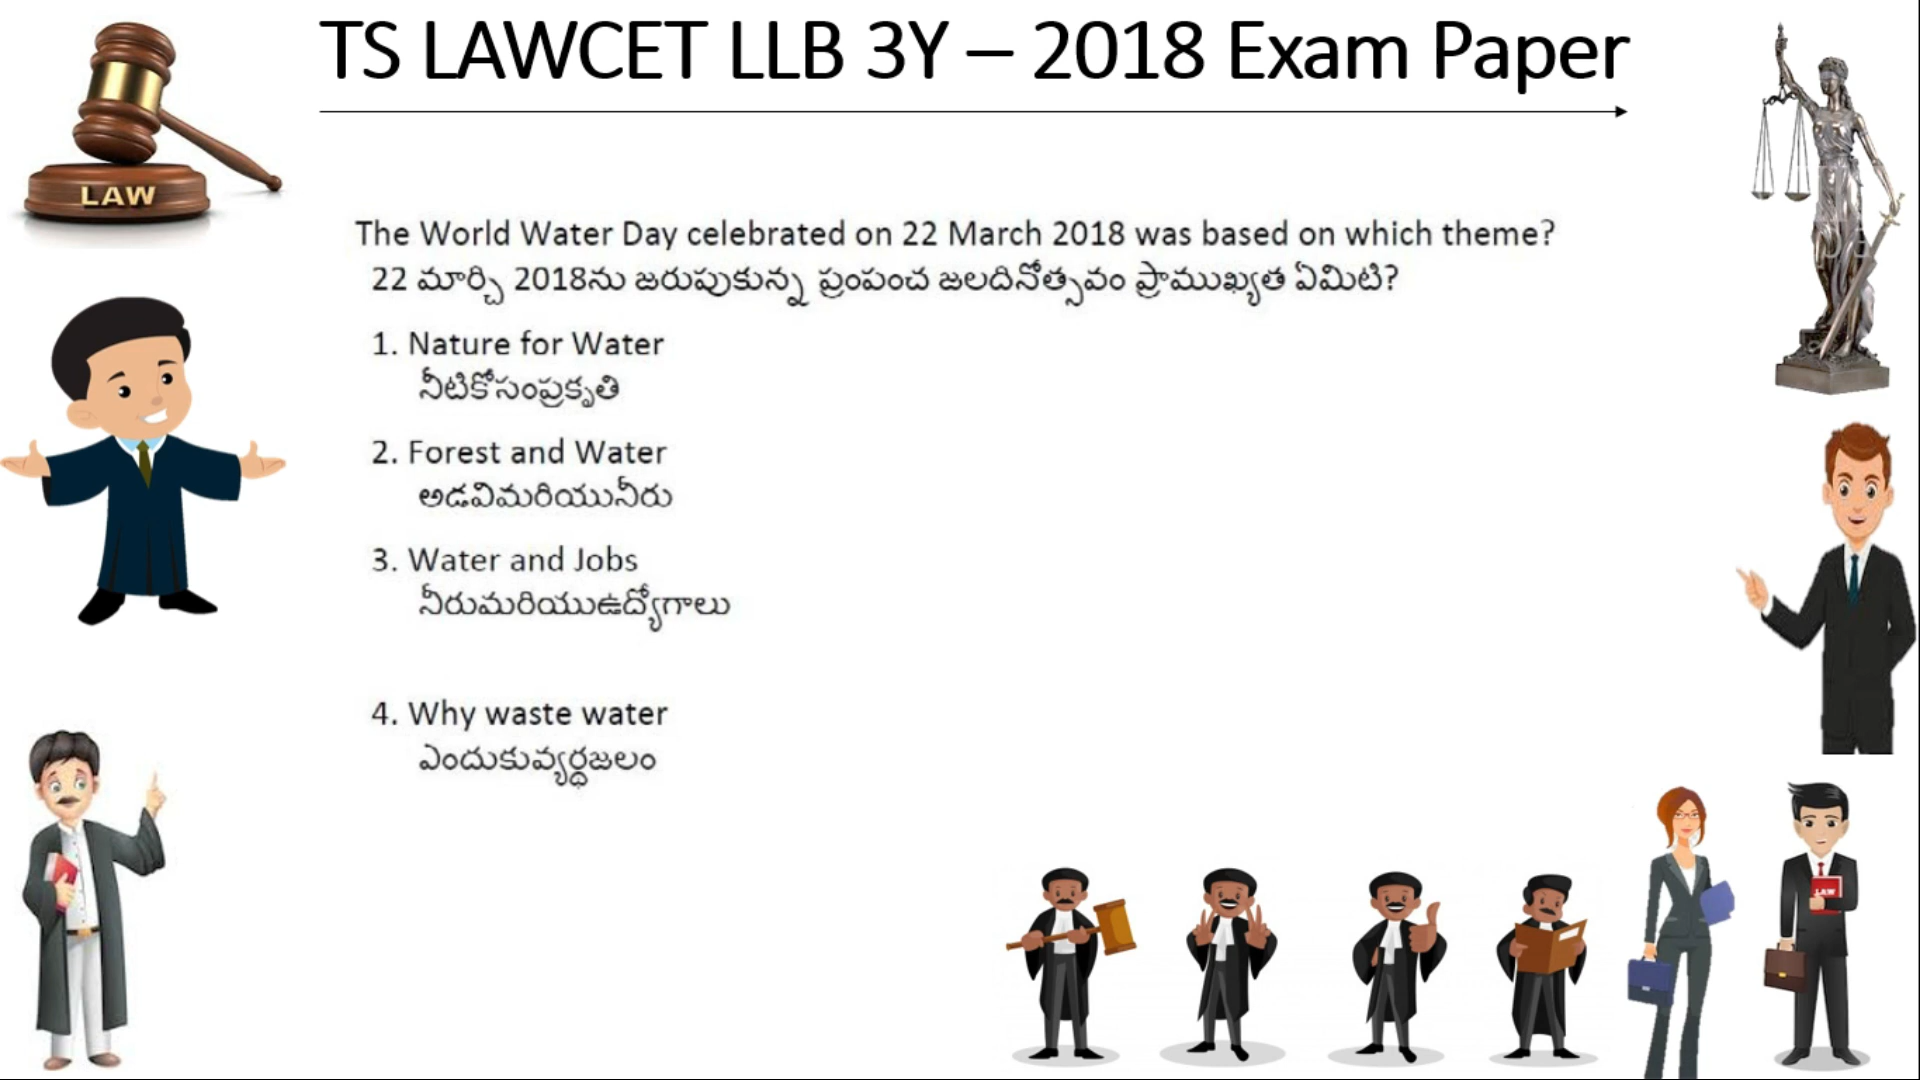 TS LAWCET LLB 3Y – 2018 Exam Paper
LAW
The World Water Day celebrated on 22 March 2018 was based on which theme?
22 మార్చి 2018ను జరుపుకున్న ప్రంపంచ జలదినోత్సవం ప్రాముఖ్యత ఏమిటి?
1. Nature for Water
నీటికోసంప్రకృతి
2. Forest and Water
అడవిమరియునీరు
3. Water and Jobs
నీరుమరియుఉద్యోగాలు
4. Why waste water
ఎందుకువ్యర్ధజలం
LAW